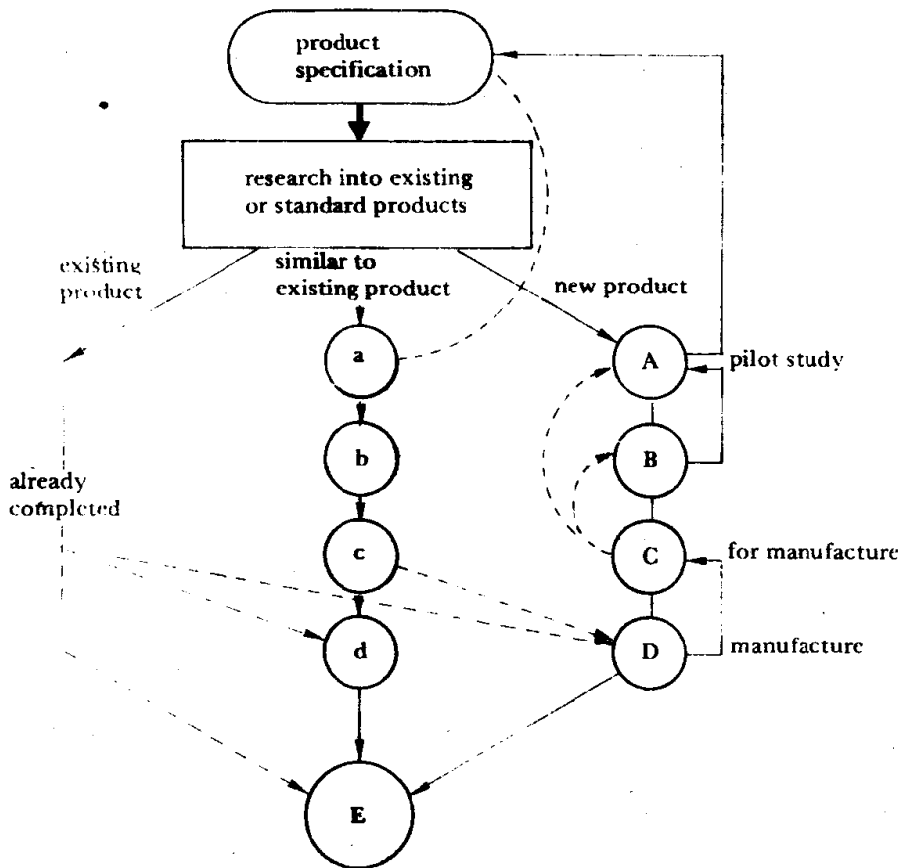 product
specification
research into existing
or standard products
existing
product
similar to
existing product
new product
a
A
pilot study
b
B
already
completed
c
C
for manufacture
d
D
manufacture
E